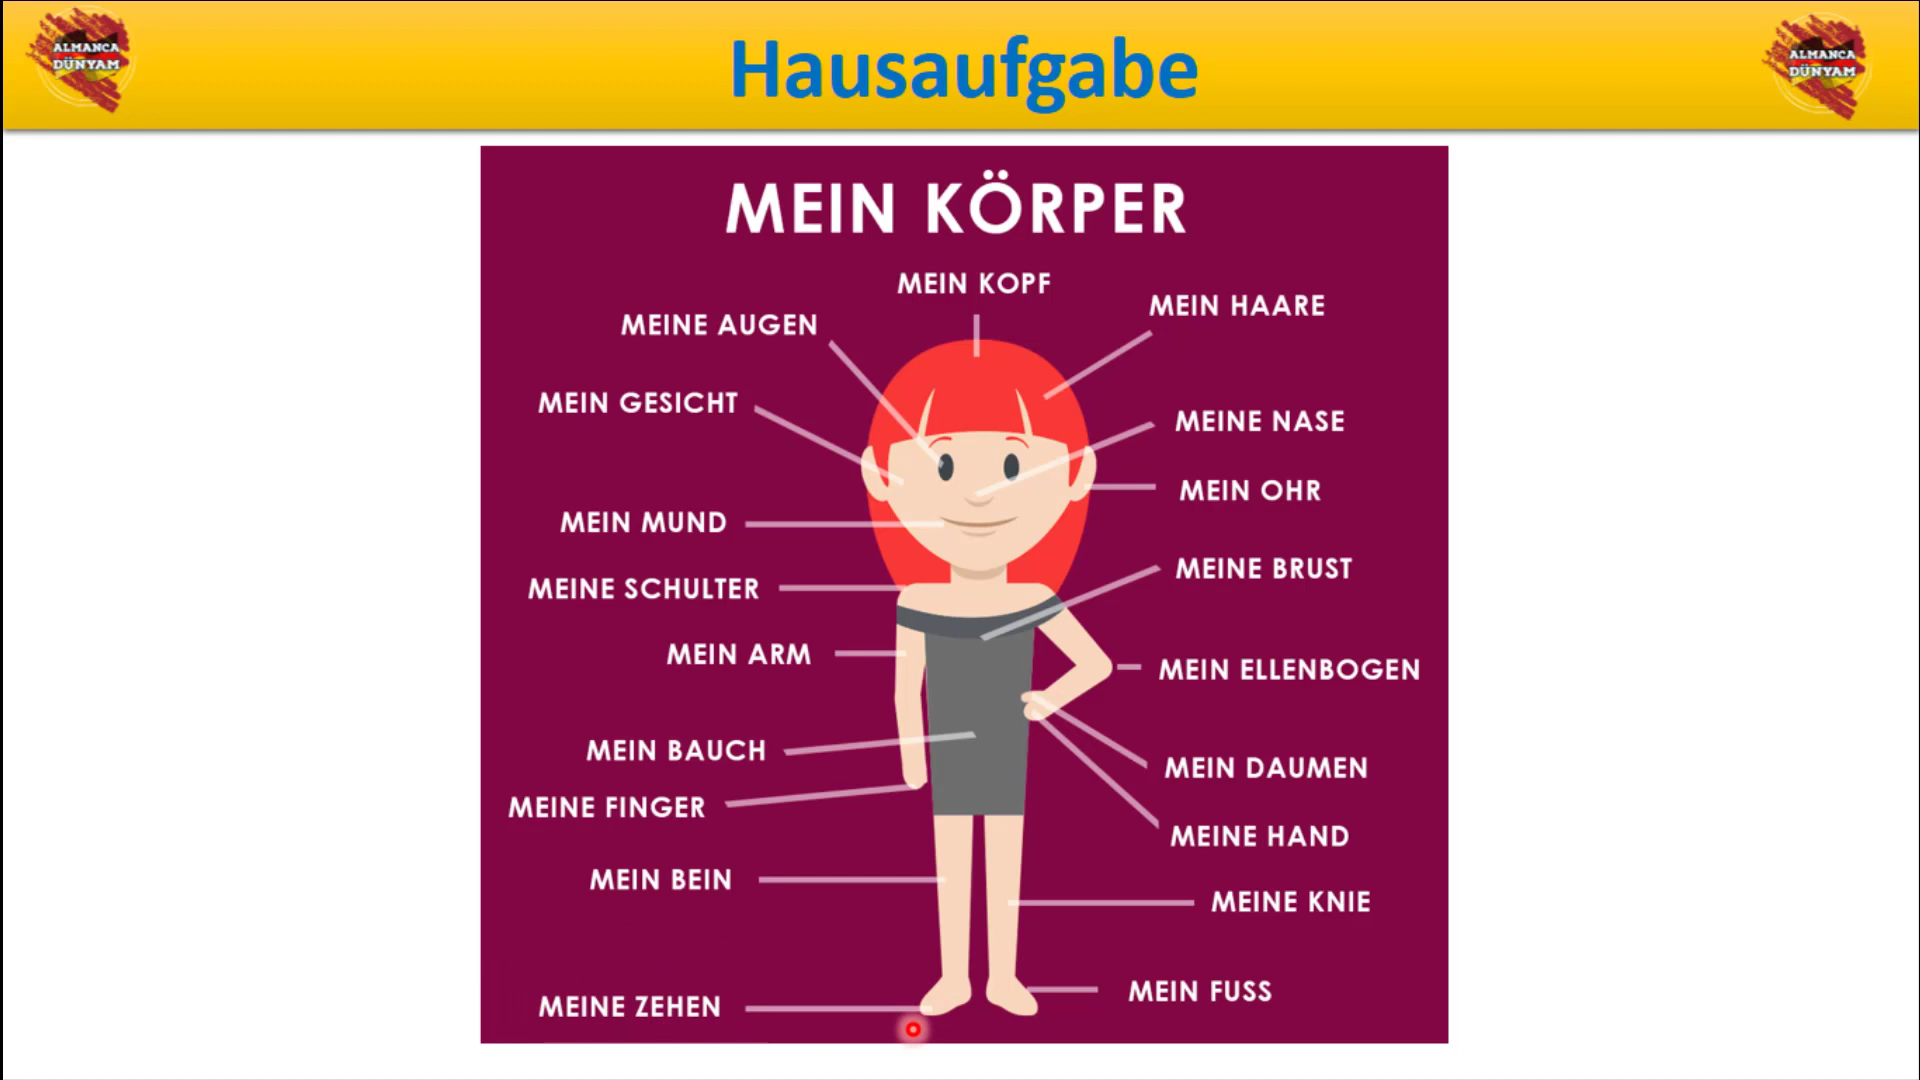 ALMANCA
DÜNYAM
Hausaufgabe
ALMANCA
DÜNYAM
MEIN KÖRPER
MEIN KOPF
MEIN HAARE
MEINE AUGEN
MEIN GESICHT
MEINE NASE
MEIN OHR
MEIN MUND
MEINE BRUST
MEINE SCHULTER
MEIN ARM
MEIN ELLENBOGEN
MEIN BAUCH
MEIN DAUMEN
MEINE FINGER
MEINE HAND
MEIN BEIN
MEINE KNIE
MEIN FUSS
MEINE ZEHEN